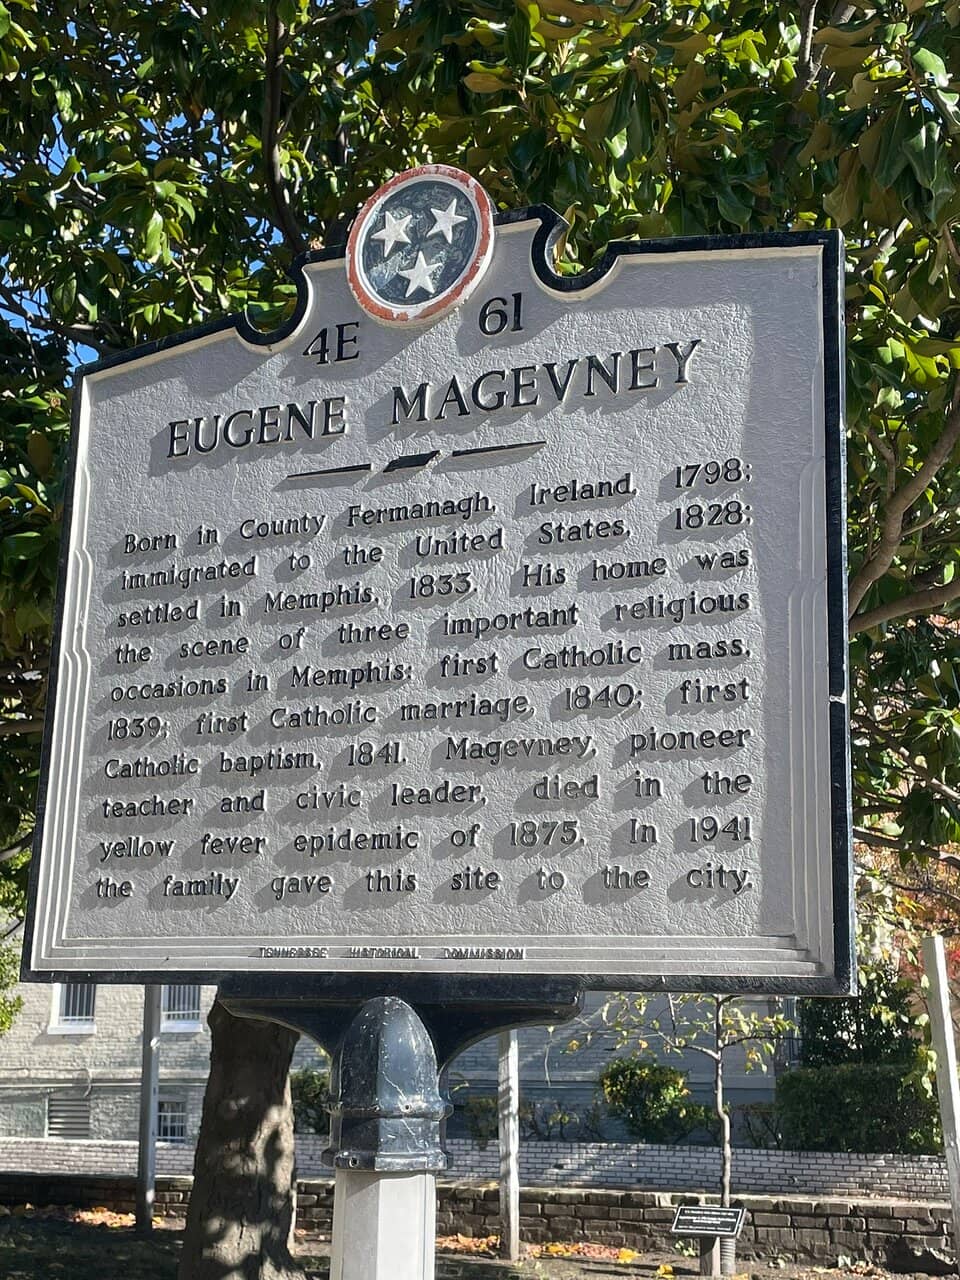 4E 61
EUGENE MAGEVNEY
Born in County Fermanagh, Ireland, 1798;
immigrated to the United States, 1828;
settled in Memphis, 1833. His home was
the scene of three important religious
occasions in Memphis: first Catholic mass,
1839; first Catholic marriage, 1840; first
Catholic baptism, 1841. Magevney, pioneer
teacher and civic leader, died in the
yellow fever epidemic of 1875. In 1941
the family gave this site to the city.
TENNESSEE HISTORICAL COMMISSION